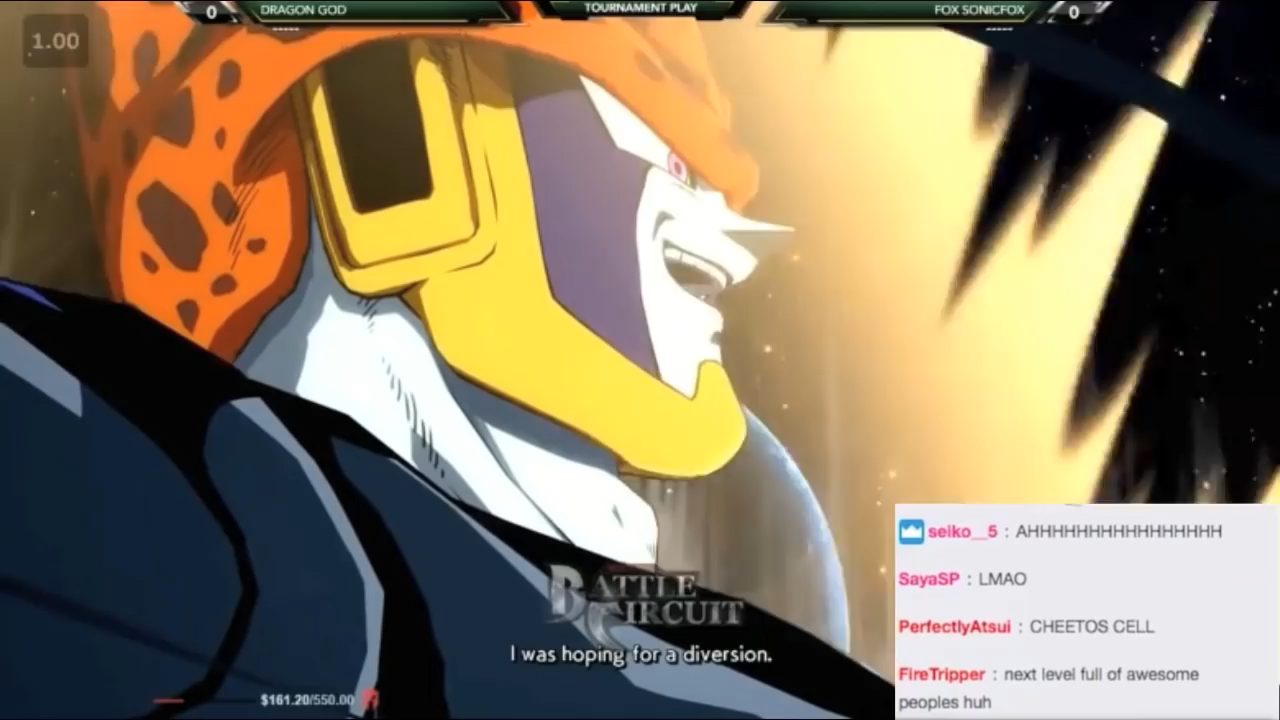 0 DRAGON GOD TOURNAMENT PLAY FOX SONICFOX 0
1.00
BATTLE
CIRCUIT
I was hoping for a diversion.
$161.20/550.00
seiko__5 : AHHHHHHHHHHHHHHHH
SayaSP : LMAO
PerfectlyAtsui : CHEETOS CELL
FireTripper : next level full of awesome
peoples huh